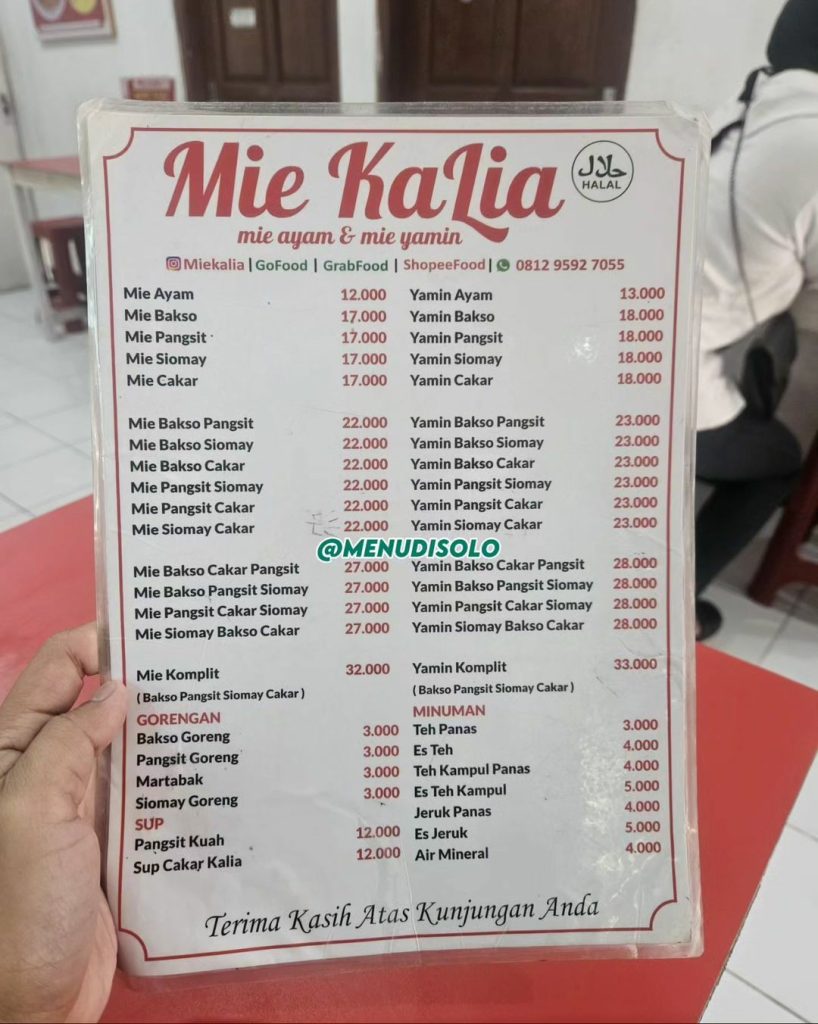 Mie KaLia
حلال
HALAL
mie ayam & mie yamin
Miekalia | GoFood | GrabFood | ShopeeFood | 0812 9592 7055
Mie Ayam 12.000
Mie Bakso 17.000
Mie Pangsit 17.000
Mie Siomay 17.000
Mie Cakar 17.000
Mie Bakso Pangsit 22.000
Mie Bakso Siomay 22.000
Mie Bakso Cakar 22.000
Mie Pangsit Siomay 22.000
Mie Pangsit Cakar 22.000
Mie Siomay Cakar 22.000
Mie Bakso Cakar Pangsit 27.000
Mie Bakso Pangsit Siomay 27.000
Mie Pangsit Cakar Siomay 27.000
Mie Siomay Bakso Cakar 27.000
Mie Komplit 32.000
( Bakso Pangsit Siomay Cakar )
GORENGAN
Bakso Goreng 3.000
Pangsit Goreng 3.000
Martabak 3.000
Siomay Goreng 3.000
SUP
Pangsit Kuah 12.000
Sup Cakar Kalia 12.000
Yamin Ayam 13.000
Yamin Bakso 18.000
Yamin Pangsit 18.000
Yamin Siomay 18.000
Yamin Cakar 18.000
Yamin Bakso Pangsit 23.000
Yamin Bakso Siomay 23.000
Yamin Bakso Cakar 23.000
Yamin Pangsit Siomay 23.000
Yamin Pangsit Cakar 23.000
Yamin Siomay Cakar 23.000
Yamin Bakso Cakar Pangsit 28.000
Yamin Bakso Pangsit Siomay 28.000
Yamin Pangsit Cakar Siomay 28.000
Yamin Siomay Bakso Cakar 28.000
Yamin Komplit 33.000
( Bakso Pangsit Siomay Cakar )
MINUMAN
Teh Panas 3.000
Es Teh 4.000
Teh Kampul Panas 4.000
Es Teh Kampul 5.000
Jeruk Panas 4.000
Es Jeruk 5.000
Air Mineral 4.000
@MENUDISOLO
Terima Kasih Atas Kunjungan Anda